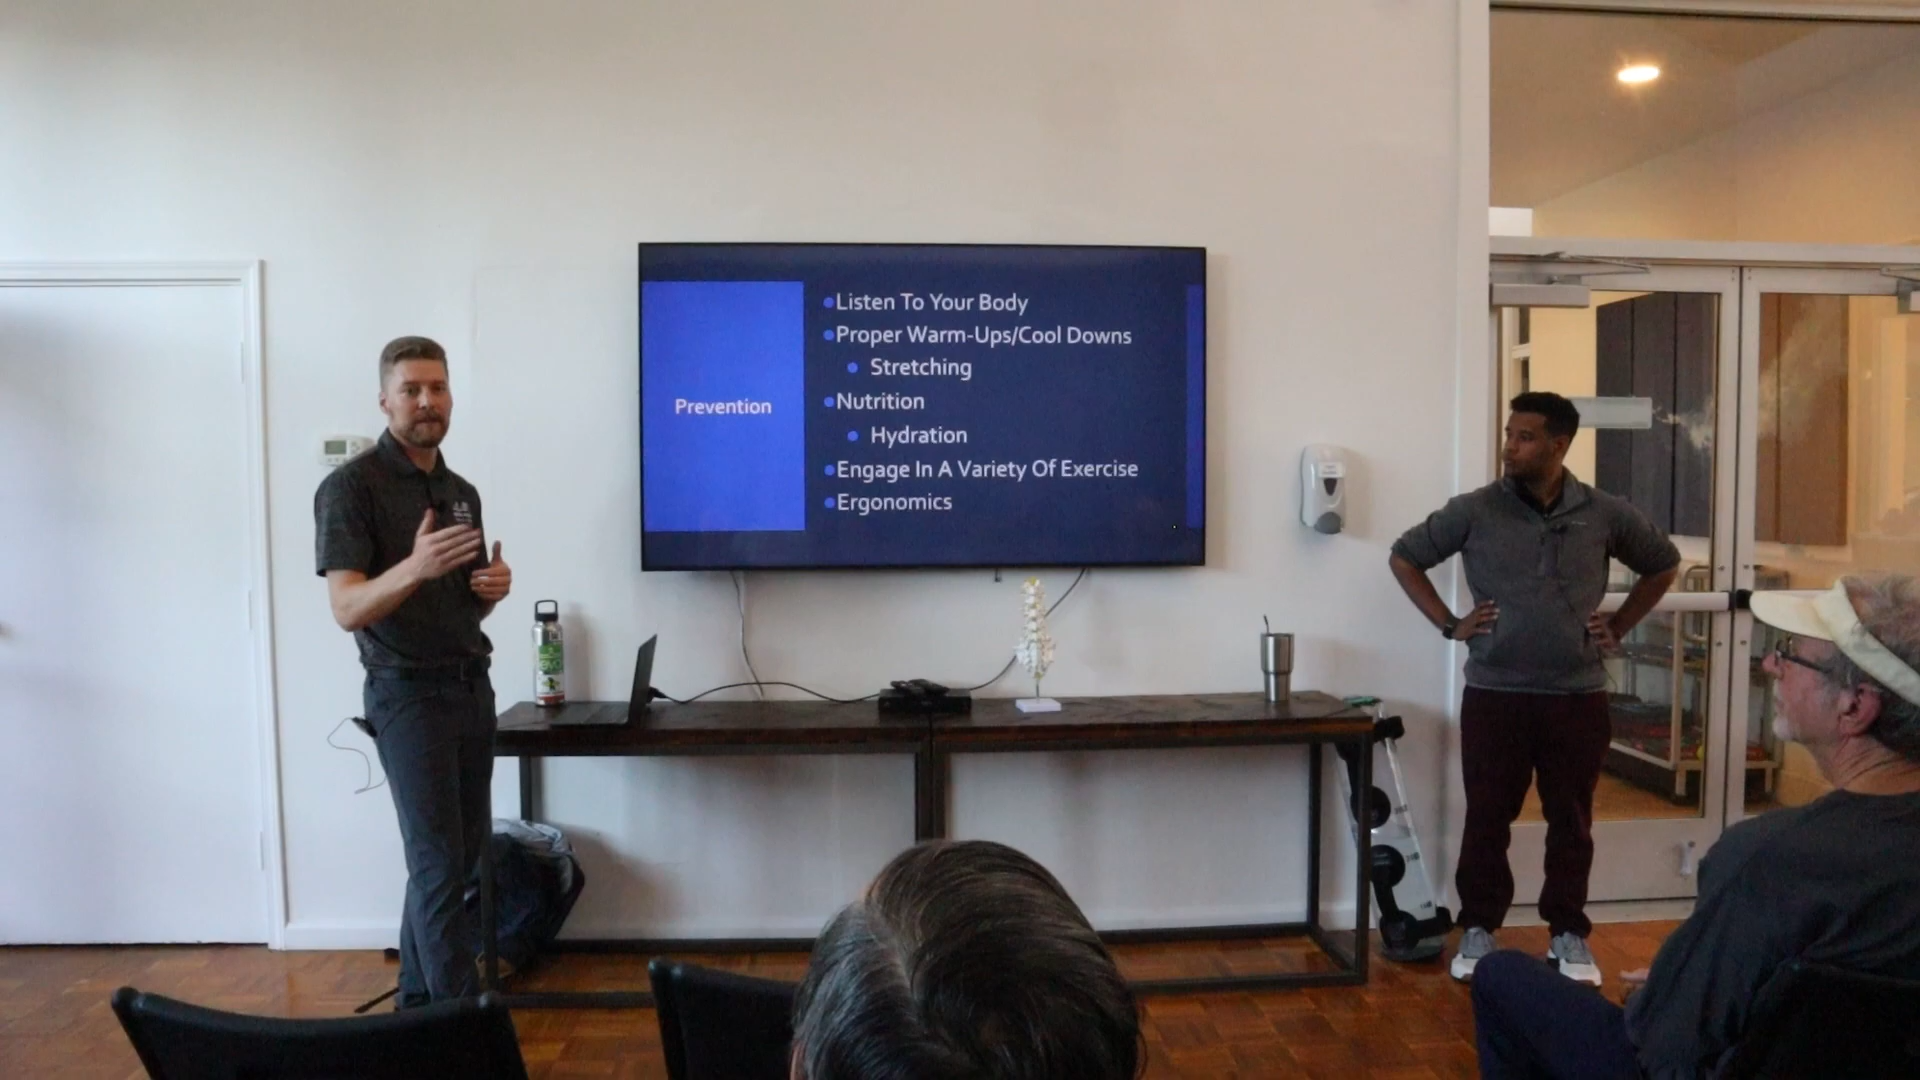 Prevention
Listen To Your Body
Proper Warm-Ups/Cool Downs
Stretching
Nutrition
Hydration
Engage In A Variety Of Exercise
Ergonomics